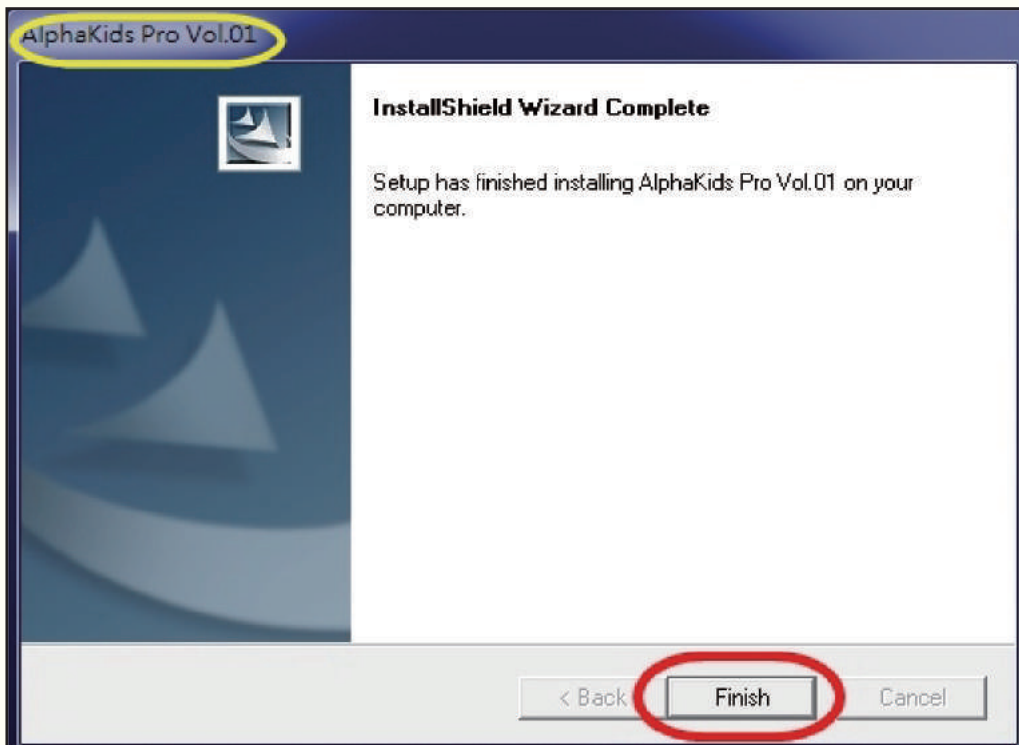 AlphaKids Pro Vol.01
InstallShield Wizard Complete
Setup has finished installing AlphaKids Pro Vol.01 on your
computer.
< Back
Finish
Cancel